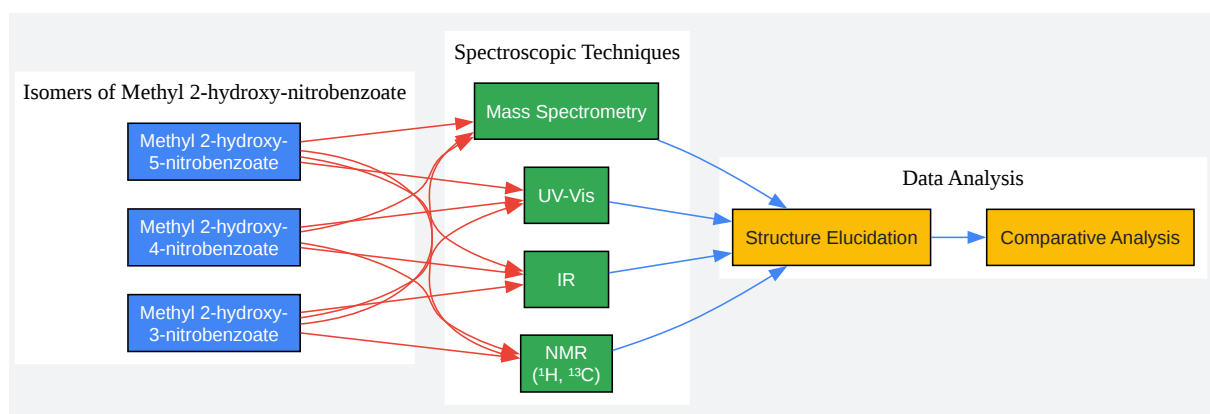 Isomers of Methyl 2-hydroxy-nitrobenzoate
Methyl 2-hydroxy-
5-nitrobenzoate
Methyl 2-hydroxy-
4-nitrobenzoate
Methyl 2-hydroxy-
3-nitrobenzoate
Spectroscopic Techniques
Mass Spectrometry
UV-Vis
IR
NMR
(¹H, ¹³C)
Data Analysis
Structure Elucidation
Comparative Analysis